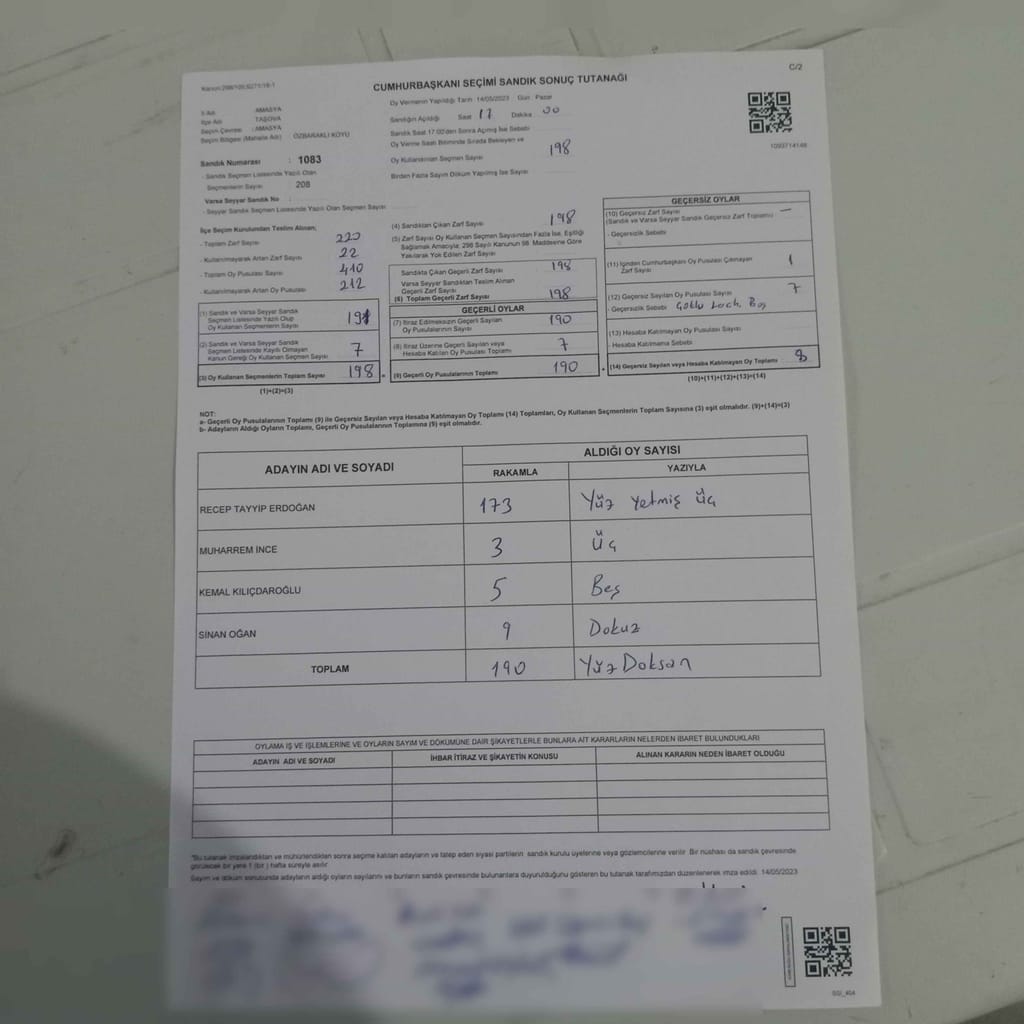 C/2
CUMHURBAŞKANI SEÇİMİ SANDIK SONUÇ TUTANAĞI
İl Adı : AMASYA
İlçe Adı : TAŞOVA
Seçim Çevresi : AMASYA
Seçim Bölgesi (Mahalle Adı) : ÖZBARAKLI KÖYÜ
Sandık Numarası : 1083
- Sandık Seçmen Listesinde Yazılı Olan
Seçmenlerin Sayısı 208
Varsa Seyyar Sandık No :
- Seyyar Sandık Seçmen Listesinde Yazılı Olan Seçmen Sayısı
Oy Vermenin Yapıldığı Tarih 14/05/2023 Gün : Pazar
Sandığın Açıldığı Saat 17 Dakika 00
Sandık Saat 17:00'den Sonra Açılmış İse Sebebi
Oy Verme Saati Bitiminde Sırada Bekleyen ve
Oy Kullandırılan Seçmen Sayısı 198
Birden Fazla Sayım Döküm Yapılmış İse Sayısı
1093714148
İlçe Seçim Kurulundan Teslim Alınan;
- Toplam Zarf Sayısı 220
- Kullanılmayarak Artan Zarf Sayısı 22
- Toplam Oy Pusulası Sayısı 410
- Kullanılmayarak Artan Oy Pusulası 212
(1) Sandık ve Varsa Seyyar Sandık
Seçmen Listesinde Yazılı Olup
Oy Kullanan Seçmenlerin Sayısı 191
(2) Sandık ve Varsa Seyyar Sandık
Seçmen Listesinde Kayıtlı Olmayan
Kanun Gereği Oy Kullanan Seçmen Sayısı 7
(3) Oy Kullanan Seçmenlerin Toplam Sayısı 198
(1)+(2)=(3)
(4) Sandıktan Çıkan Zarf Sayısı 198
(5) Zarf Sayısı Oy Kullanan Seçmen Sayısından Fazla İse, Eşitliği
Sağlamak Amacıyla; 298 Sayılı Kanunun 98. Maddesine Göre
Yakılarak Yok Edilen Zarf Sayısı
Sandıkta Çıkan Geçerli Zarf Sayısı 198
Varsa Seyyar Sandıktan Teslim Alınan
Geçerli Zarf Sayısı
(6) Toplam Geçerli Zarf Sayısı 198
GEÇERLİ OYLAR
(7) İtiraz Edilmeksizin Geçerli Sayılan
Oy Pusulalarının Sayısı 190
(8) İtiraz Üzerine Geçerli Sayılan veya
Hesaba Katılan Oy Pusulası Toplamı 7
(9) Geçerli Oy Pusulalarının Toplamı 190
GEÇERSİZ OYLAR
(10) Geçersiz Zarf Sayısı —
(Sandık ve Varsa Seyyar Sandık Geçersiz Zarf Toplamı)
- Geçersizlik Sebebi
(11) İçinden Cumhurbaşkanı Oy Pusulası Çıkmayan
Zarf Sayısı 1
(12) Geçersiz Sayılan Oy Pusulası Sayısı 7
- Geçersizlik Sebebi
(13) Hesaba Katılmayan Oy Pusulası Sayısı
- Hesaba Katılmama Sebebi
(14) Geçersiz Sayılan veya Hesaba Katılmayan Oy Toplamı 8
(10)+(11)+(12)+(13)=(14)
NOT:
a- Geçerli Oy Pusulalarının Toplamı (9) ile Geçersiz Sayılan veya Hesaba Katılmayan Oy Toplamı (14) Toplamları, Oy Kullanan Seçmenlerin Toplam Sayısına (3) eşit olmalıdır. (9)+(14)=(3)
b- Adayların Aldığı Oyların Toplamı, Geçerli Oy Pusulalarının Toplamına (9) eşit olmalıdır.
ADAYIN ADI VE SOYADI
ALDIĞI OY SAYISI
RAKAMLA YAZIYLA
RECEP TAYYİP ERDOĞAN 173 Yüz Yetmiş üç
MUHARREM İNCE 3 Üç
KEMAL KILIÇDAROĞLU 5 Beş
SİNAN OĞAN 9 Dokuz
TOPLAM 190 Yüz Doksan
OYLAMA İŞ VE İŞLEMLERİNE VE OYLARIN SAYIM VE DÖKÜMÜNE DAİR ŞİKAYETLERLE BUNLARA AİT KARARLARIN NELERDEN İBARET BULUNDUKLARI
ADAYIN ADI VE SOYADI İHBAR İTİRAZ VE ŞİKAYETİN KONUSU ALINAN KARARIN NEDEN İBARET OLDUĞU
*Bu tutanak imzalandıktan ve mühürlendikten sonra seçime katılan adayların ve talep eden siyasi partilerin sandık kurulu üyelerine veya gözlemcilerine verilir. Bir nüshası da sandık çevresinde
görülecek bir yere 1 (bir) hafta süreyle asılır.
Sayım ve döküm sonucunda adayların aldığı oyların sayılarını ve bunların sandık çevresinde bulunanlara duyurulduğunu gösteren bu tutanak tarafımızdan düzenlenerek imza edildi. 14/05/2023